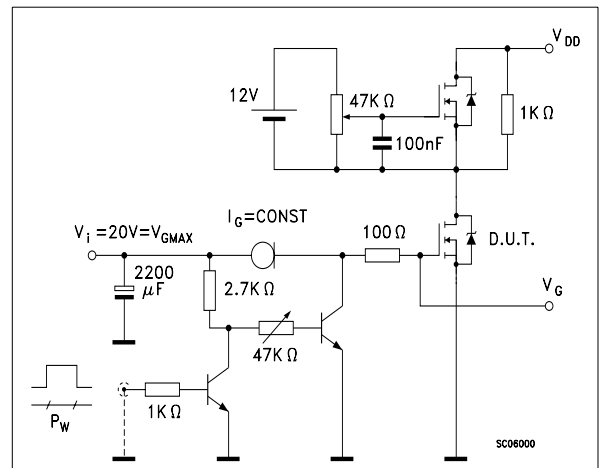 V DD
12V
47K Ω
1K Ω
100nF
I G =CONST
V i =20V=V GMAX
100 Ω
D.U.T.
2200
μF
2.7K Ω
V G
47K Ω
1K Ω
P W
SC06000